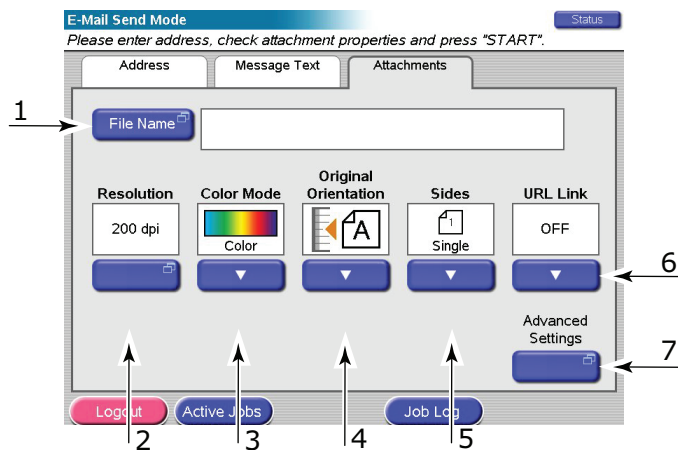 E-Mail Send Mode
Status
Please enter address, check attachment properties and press "START".
Address
Message Text
Attachments
1
File Name
Resolution
Color Mode
Original
Orientation
Sides
URL Link
200 dpi
Color
A
1
Single
OFF
6
Advanced
Settings
7
Logout
Active Jobs
Job Log
2
3
4
5